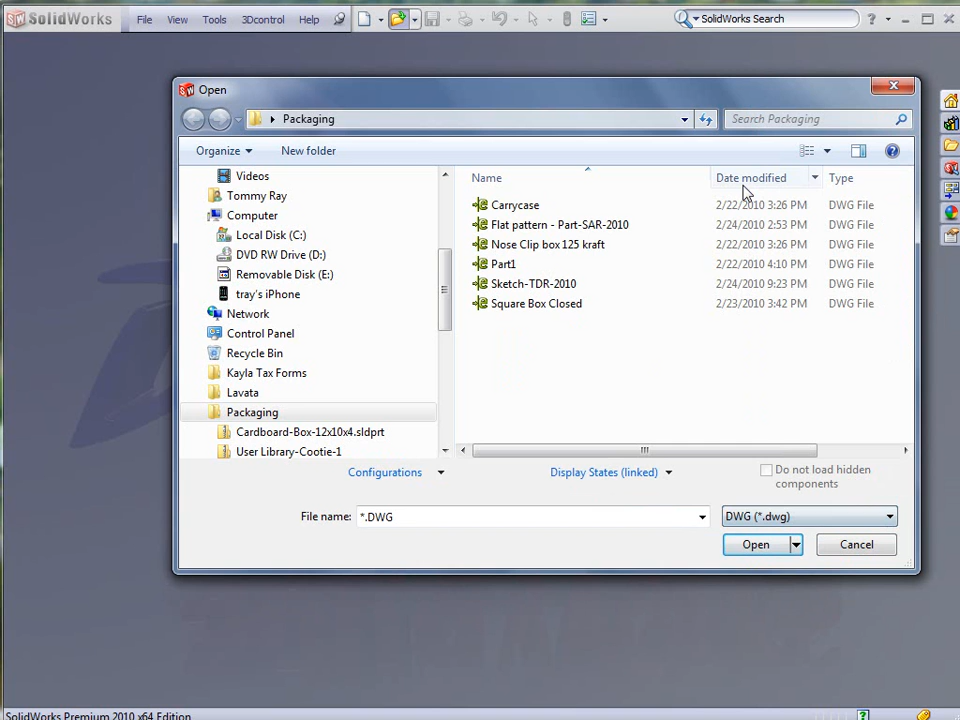 SolidWorks File View Tools 3Dcontrol Help SolidWorks Search ?
Open
Packaging Search Packaging
Organize New folder
Name Date modified Type
Videos
Tommy Ray
Computer
Local Disk (C:)
DVD RW Drive (D:)
Removable Disk (E:)
tray's iPhone
Network
Control Panel
Recycle Bin
Kayla Tax Forms
Lavata
Packaging
Cardboard-Box-12x10x4.sldprt
User Library-Cootie-1
Carrycase 2/22/2010 3:26 PM DWG File
Flat pattern - Part-SAR-2010 2/24/2010 2:53 PM DWG File
Nose Clip box 125 kraft 2/22/2010 3:26 PM DWG File
Part1 2/22/2010 4:10 PM DWG File
Sketch-TDR-2010 2/24/2010 9:23 PM DWG File
Square Box Closed 2/23/2010 3:42 PM DWG File
Configurations Display States (linked) Do not load hidden
components
File name: *.DWG DWG (*.dwg)
Open Cancel
SolidWorks Premium 2010 x64 Edition